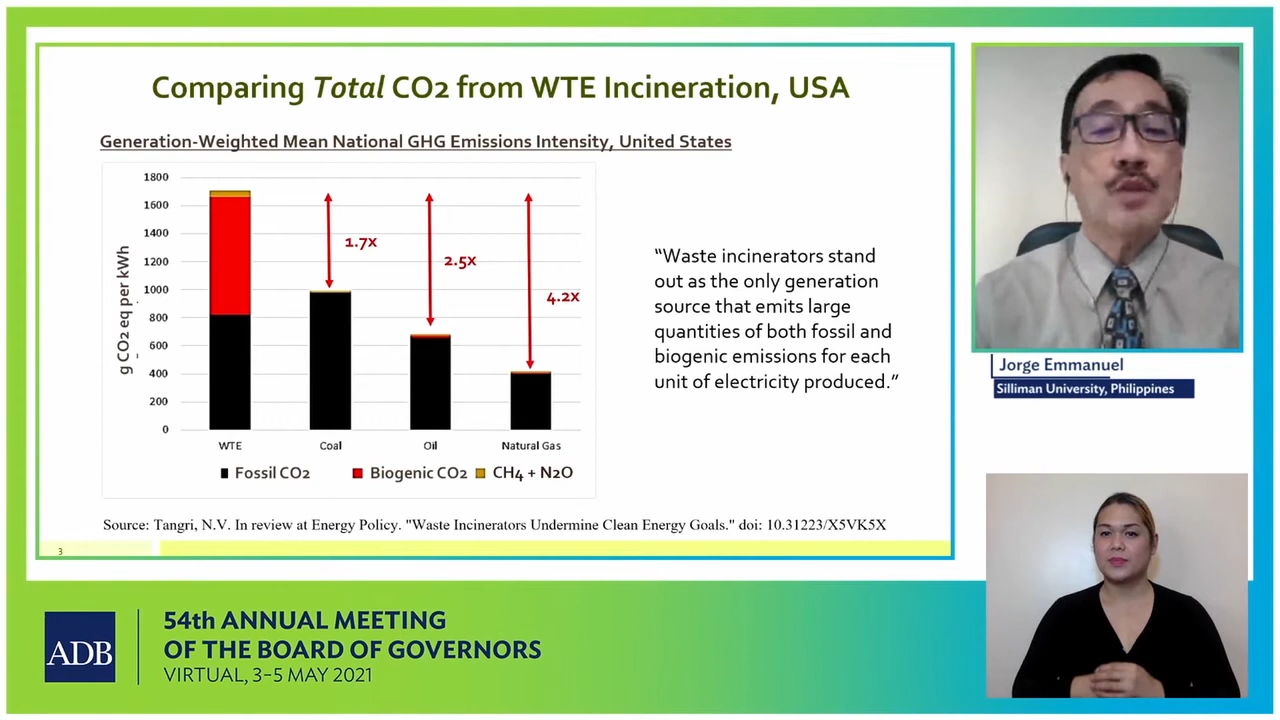 Comparing Total CO2 from WTE Incineration, USA
Generation-Weighted Mean National GHG Emissions Intensity, United States
g CO2 eq per kWh
1800
1600
1400
1200
1000
800
600
400
200
0
1.7x
2.5x
4.2x
WTE
Coal
Oil
Natural Gas
Fossil CO2
Biogenic CO2
CH4 + N2O
“Waste incinerators stand
out as the only generation
source that emits large
quantities of both fossil and
biogenic emissions for each
unit of electricity produced.”
Source: Tangri, N.V. In review at Energy Policy. "Waste Incinerators Undermine Clean Energy Goals." doi: 10.31223/X5VK5X
3
Jorge Emmanuel
Silliman University, Philippines
ADB
54th ANNUAL MEETING
OF THE BOARD OF GOVERNORS
VIRTUAL, 3–5 MAY 2021